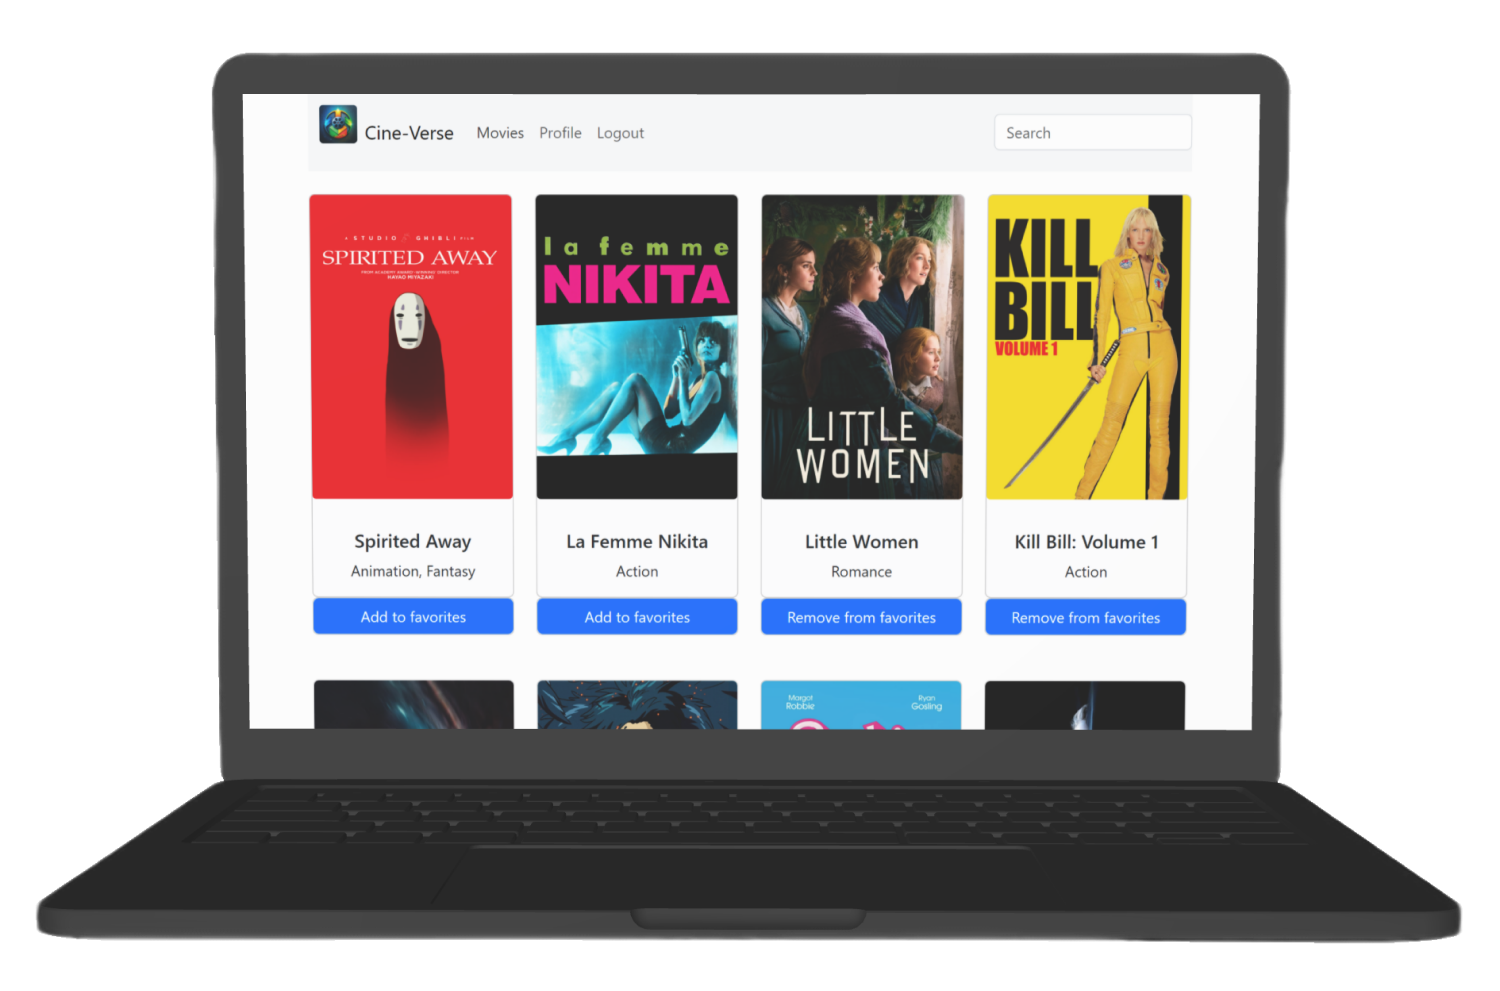 Cine-Verse Movies Profile Logout Search
A STUDIO GHIBLI FILM
SPIRITED AWAY
FROM ACADEMY AWARD WINNING DIRECTOR
HAYAO MIYAZAKI
la femme
NIKITA
LITTLE
WOMEN
KILL
BILL
VOLUME 1
Spirited Away
Animation, Fantasy
Add to favorites
La Femme Nikita
Action
Add to favorites
Little Women
Romance
Remove from favorites
Kill Bill: Volume 1
Action
Remove from favorites
Margot
Robbie
Ryan
Gosling